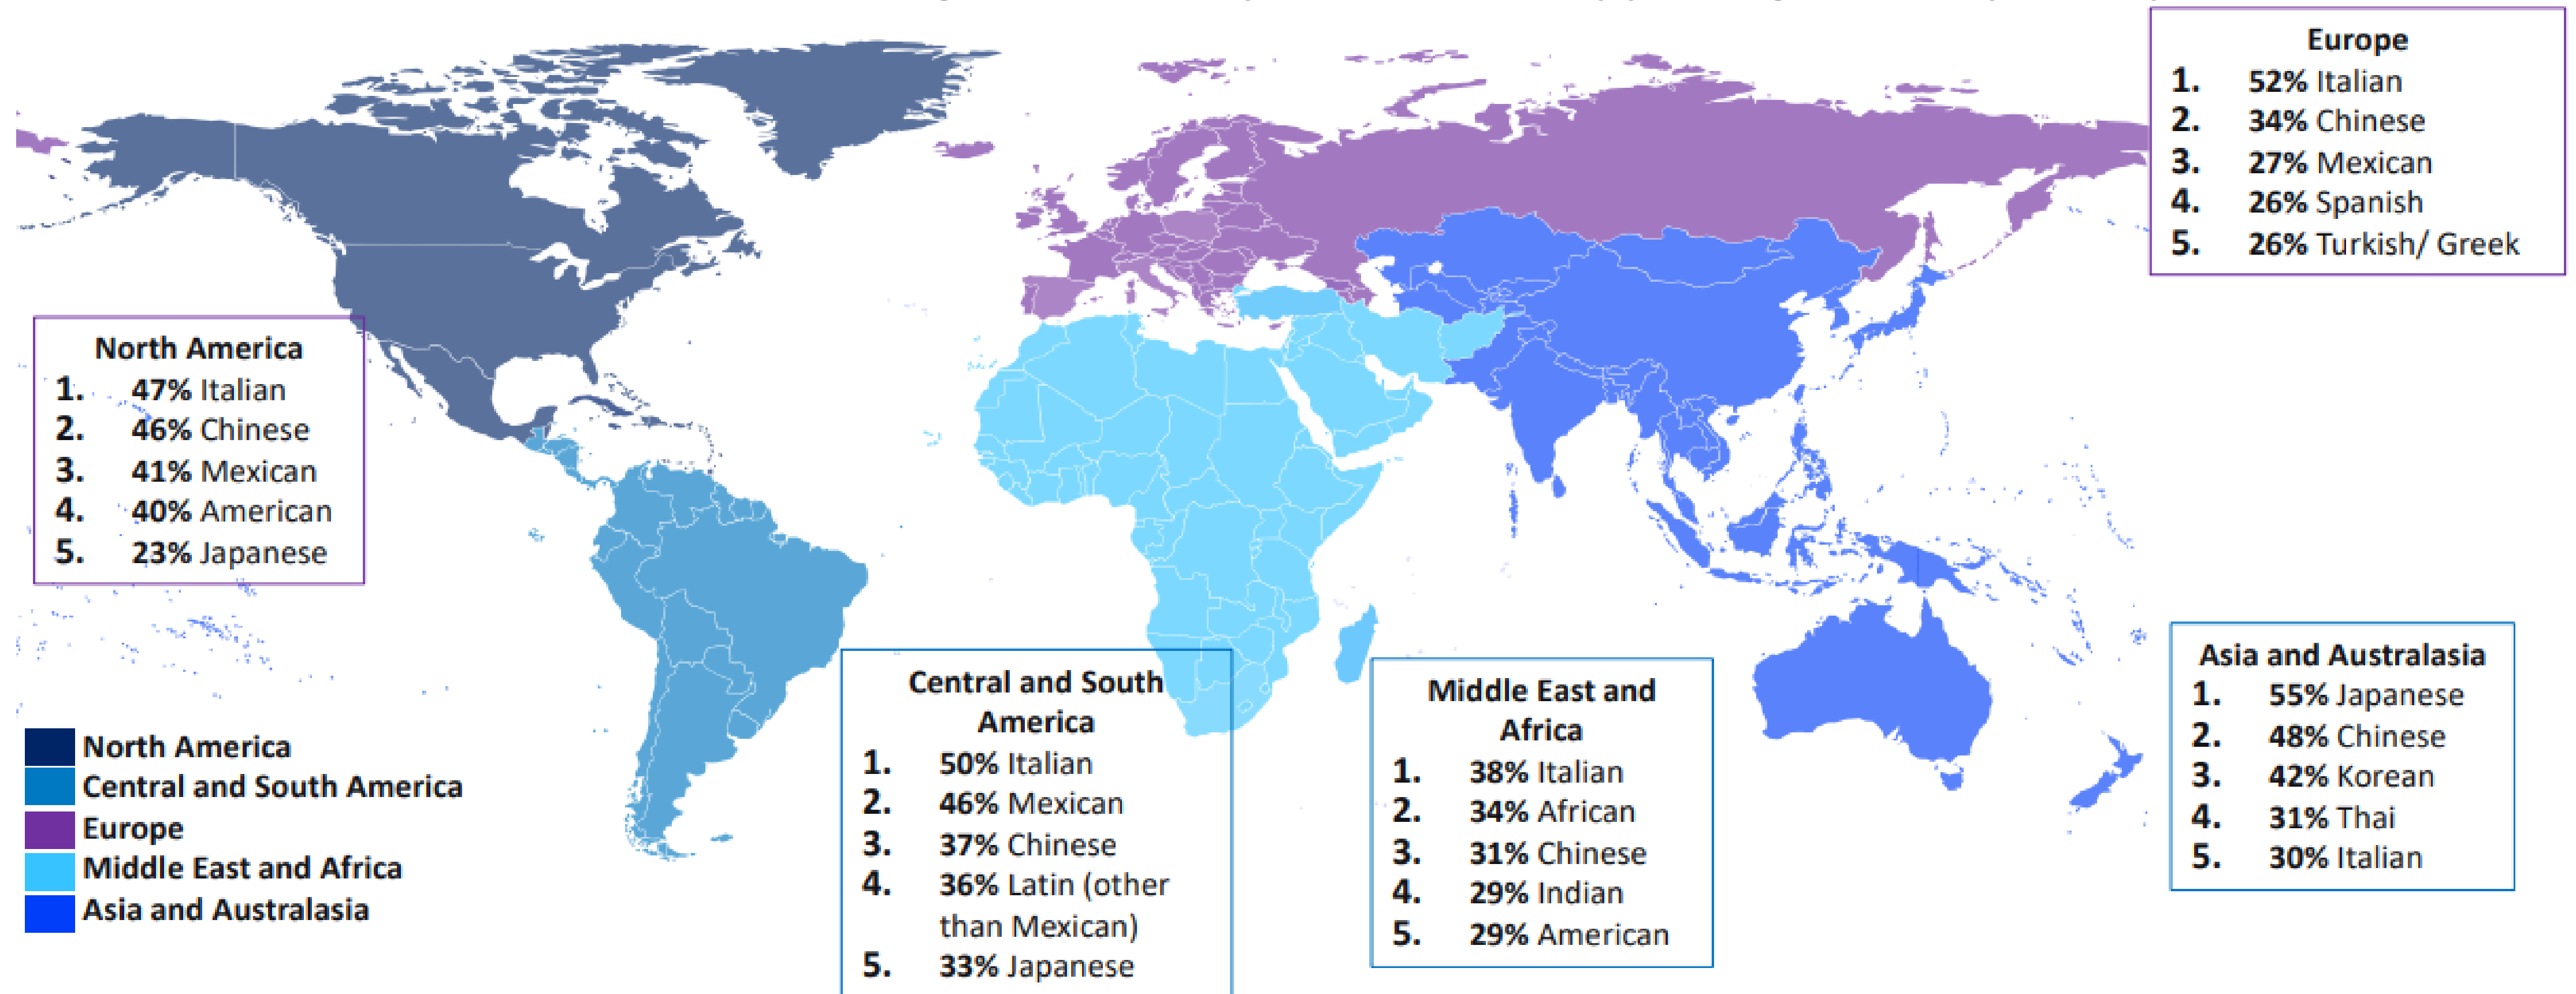 Europe
1. 52% Italian
2. 34% Chinese
3. 27% Mexican
4. 26% Spanish
5. 26% Turkish/ Greek
North America
1. 47% Italian
2. 46% Chinese
3. 41% Mexican
4. 40% American
5. 23% Japanese
Central and South
America
1. 50% Italian
2. 46% Mexican
3. 37% Chinese
4. 36% Latin (other
than Mexican)
5. 33% Japanese
Middle East and
Africa
1. 38% Italian
2. 34% African
3. 31% Chinese
4. 29% Indian
5. 29% American
Asia and Australasia
1. 55% Japanese
2. 48% Chinese
3. 42% Korean
4. 31% Thai
5. 30% Italian
North America
Central and South America
Europe
Middle East and Africa
Asia and Australasia